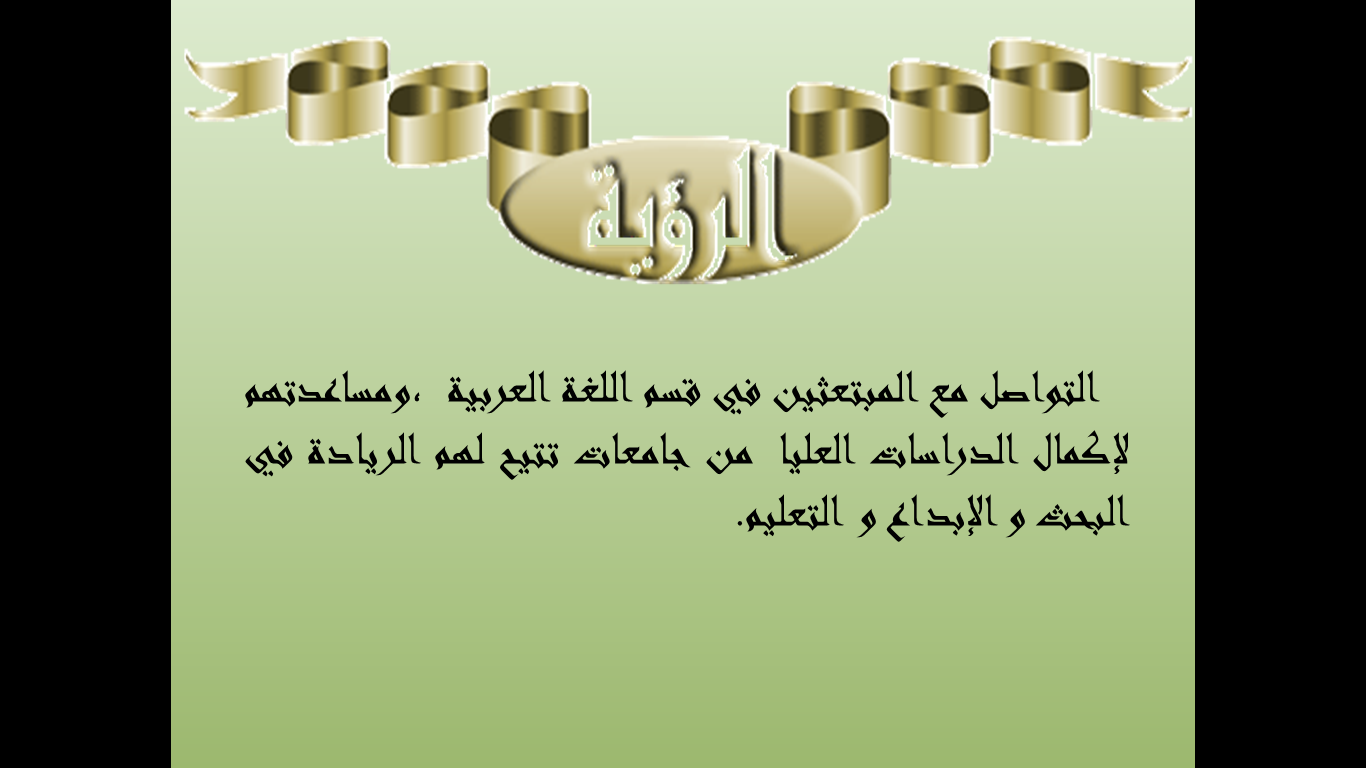 الرؤية
التواصل مع المبتعثين في قسم اللغة العربية ،ومساعدتهم
لإكمال الدراسات العليا من جامعات تتيح لهم الريادة في
البحث و الإبداع و التعليم.